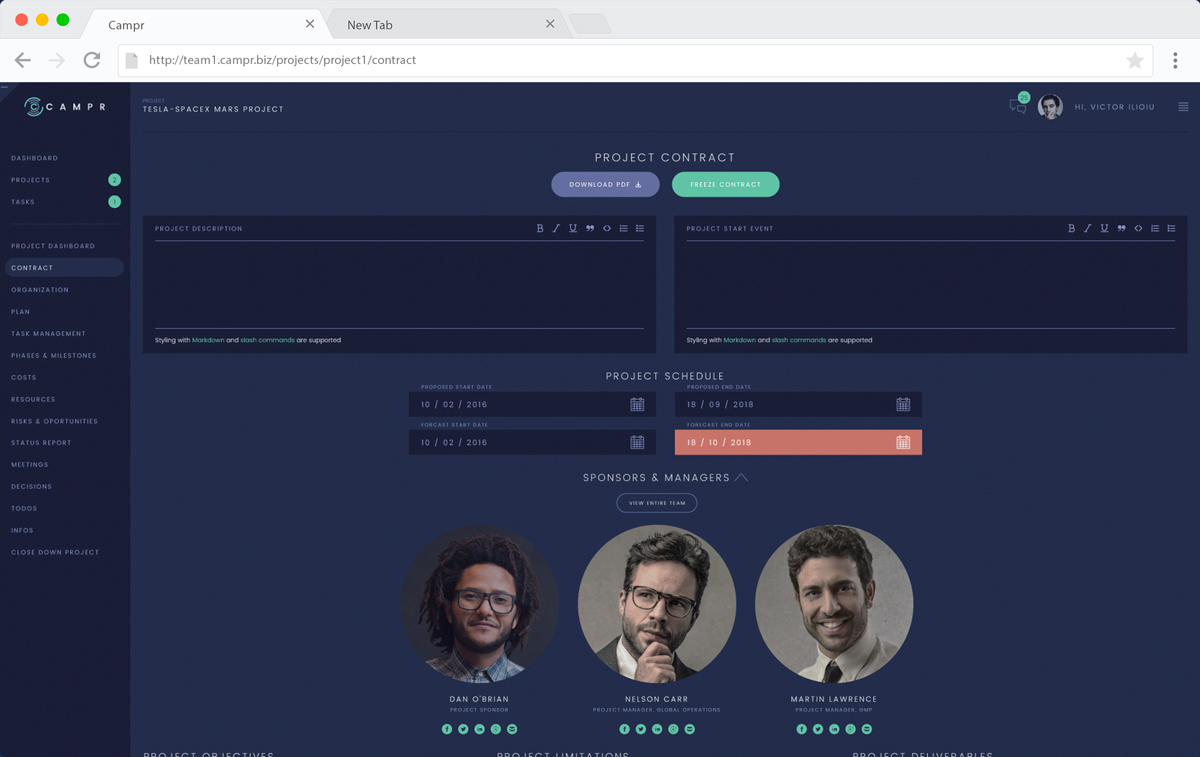 Campr
New Tab
http://team1.campr.biz/projects/project1/contract
CAMPR
PROJECT
TESLA-SPACEX MARS PROJECT
25
HI, VICTOR ILIOIU
DASHBOARD
PROJECTS 2
TASKS 1
PROJECT DASHBOARD
CONTRACT
ORGANIZATION
PLAN
TASK MANAGEMENT
PHASES & MILESTONES
COSTS
RESOURCES
RISKS & OPORTUNITIES
STATUS REPORT
MEETINGS
DECISIONS
TODOS
INFOS
CLOSE DOWN PROJECT
PROJECT CONTRACT
DOWNLOAD PDF
FREEZE CONTRACT
PROJECT DESCRIPTION
B I U
Styling with Markdown and slash commands are supported
PROJECT START EVENT
B I U
Styling with Markdown and slash commands are supported
PROJECT SCHEDULE
PROPOSED START DATE
10 / 02 / 2016
PROPOSED END DATE
18 / 09 / 2018
FORCAST START DATE
10 / 02 / 2016
FORECAST END DATE
18 / 10 / 2018
SPONSORS & MANAGERS
VIEW ENTIRE TEAM
DAN O'BRIAN
PROJECT SPONSOR
NELSON CARR
PROJECT MANAGER, GLOBAL OPERATIONS
MARTIN LAWRENCE
PROJECT MANAGER, GMP
PROJECT OBJECTIVES
PROJECT LIMITATIONS
PROJECT DELIVERABLES